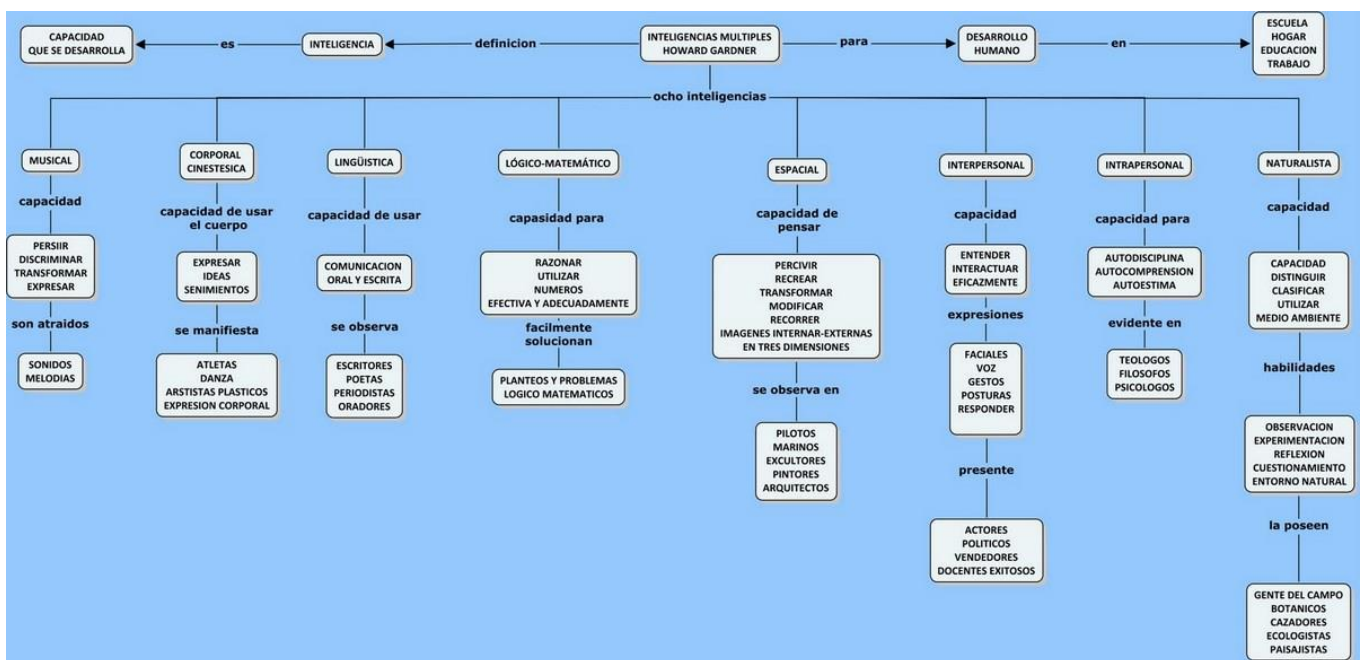 CAPACIDAD
QUE SE DESARROLLA
es
INTELIGENCIA
definicion
INTELIGENCIAS MULTIPLES
HOWARD GARDNER
para
DESARROLLO
HUMANO
en
ESCUELA
HOGAR
EDUCACION
TRABAJO
ocho inteligencias
MUSICAL
capacidad
PERSIIR
DISCRIMINAR
TRANSFORMAR
EXPRESAR
son atraidos
SONIDOS
MELODIAS
CORPORAL
CINESTESICA
capacidad de usar
el cuerpo
EXPRESAR
IDEAS
SENIMIENTOS
se manifiesta
ATLETAS
DANZA
ARSTISTAS PLASTICOS
EXPRESION CORPORAL
LINGÜISTICA
capacidad de usar
COMUNICACION
ORAL Y ESCRITA
se observa
ESCRITORES
POETAS
PERIODISTAS
ORADORES
LÓGICO-MATEMÁTICO
capasidad para
RAZONAR
UTILIZAR
NUMEROS
EFECTIVA Y ADECUADAMENTE
facilmente
solucionan
PLANTEOS Y PROBLEMAS
LOGICO MATEMATICOS
ESPACIAL
capacidad de
pensar
PERCIVIR
RECREAR
TRANSFORMAR
MODIFICAR
RECORRER
IMAGENES INTERNAR-EXTERNAS
EN TRES DIMENSIONES
se observa en
PILOTOS
MARINOS
EXCULTORES
PINTORES
ARQUITECTOS
INTERPERSONAL
capacidad
ENTENDER
INTERACTUAR
EFICAZMENTE
expresiones
FACIALES
VOZ
GESTOS
POSTURAS
RESPONDER
presente
ACTORES
POLITICOS
VENDEDORES
DOCENTES EXITOSOS
INTRAPERSONAL
capacidad para
AUTODISCIPLINA
AUTOCOMPRENSION
AUTOESTIMA
evidente en
TEOLOGOS
FILOSOFOS
PSICOLOGOS
NATURALISTA
capacidad
CAPACIDAD
DISTINGUIR
CLASIFICAR
UTILIZAR
MEDIO AMBIENTE
habilidades
OBSERVACION
EXPERIMENTACION
REFLEXION
CUESTIONAMIENTO
ENTORNO NATURAL
la poseen
GENTE DEL CAMPO
BOTANICOS
CAZADORES
ECOLOGISTAS
PAISAJISTAS